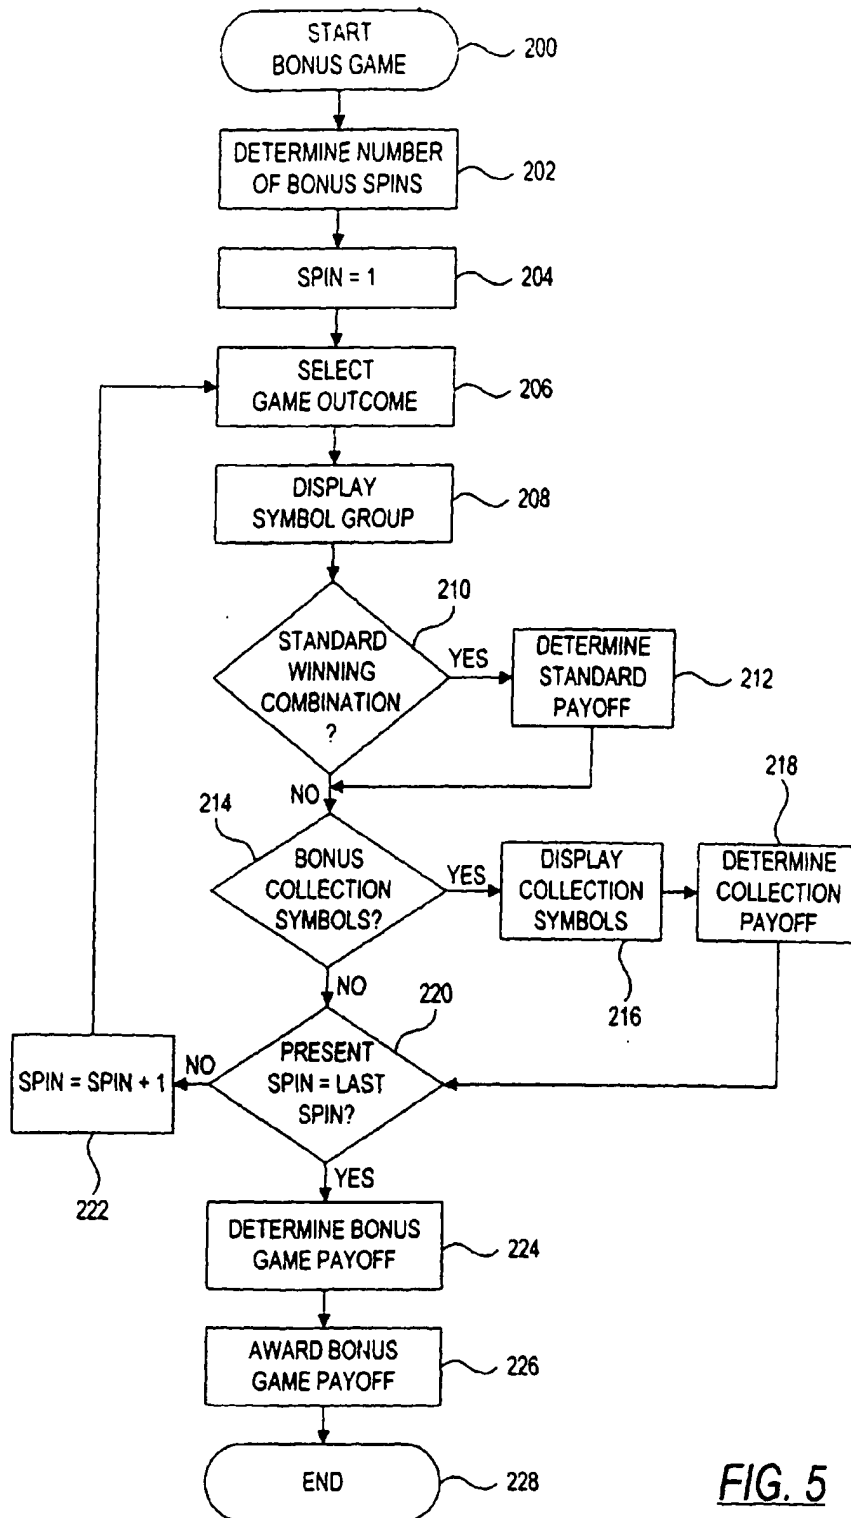 START
BONUS GAME
200
DETERMINE NUMBER
OF BONUS SPINS
202
SPIN = 1
204
SELECT
GAME OUTCOME
206
DISPLAY
SYMBOL GROUP
208
210
STANDARD
WINNING
COMBINATION
?
YES
DETERMINE
STANDARD
PAYOFF
212
NO
214
BONUS
COLLECTION
SYMBOLS?
YES
DISPLAY
COLLECTION
SYMBOLS
216
218
DETERMINE
COLLECTION
PAYOFF
NO
220
PRESENT
SPIN = LAST
SPIN?
NO
SPIN = SPIN + 1
222
YES
DETERMINE BONUS
GAME PAYOFF
224
AWARD BONUS
GAME PAYOFF
226
END
228
FIG. 5